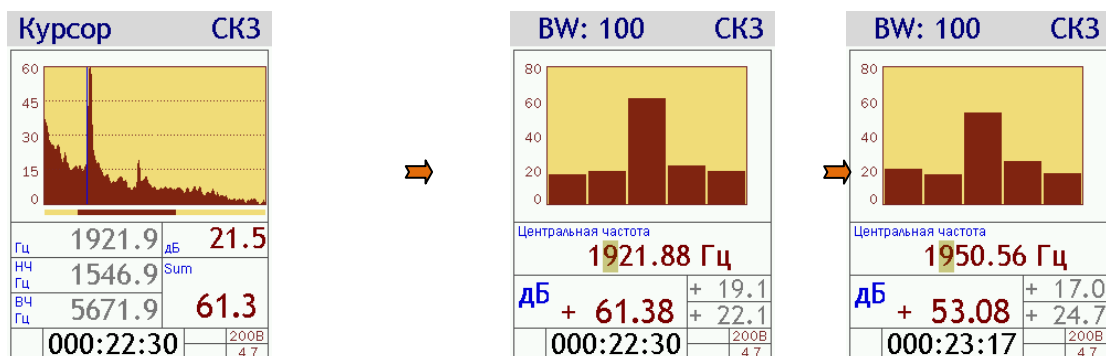 Курсор СКЗ
60
45
30
15
0
Гц 1921.9 дБ 21.5
НЧ Гц 1546.9 Sum
ВЧ Гц 5671.9 61.3
000:22:30 200В 4.7
BW: 100 СКЗ
80
60
40
20
0
Центральная частота
1921.88 Гц
дБ + 61.38 + 19.1
+ 22.1
000:22:30 200В 4.7
BW: 100 СКЗ
80
60
40
20
0
Центральная частота
1950.56 Гц
дБ + 53.08 + 17.0
+ 24.7
000:23:17 200В 4.7